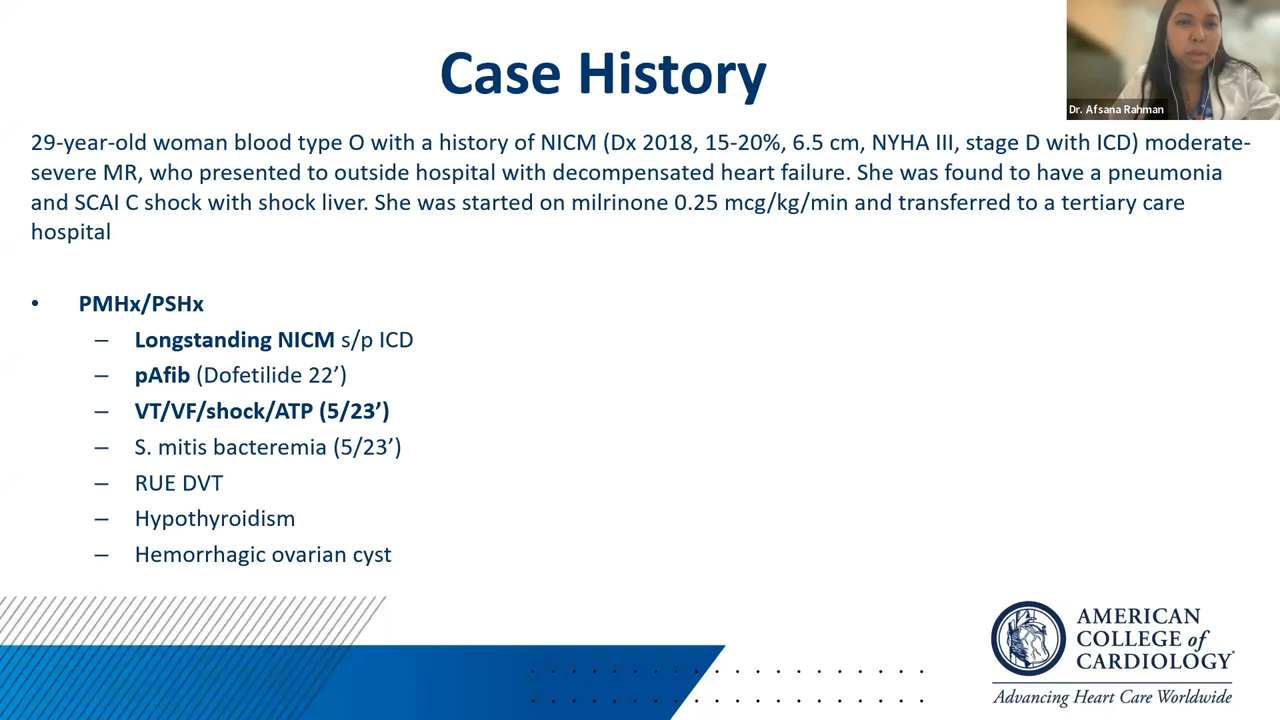 Case History
Dr. Afsana Rahman
29-year-old woman blood type O with a history of NICM (Dx 2018, 15-20%, 6.5 cm, NYHA III, stage D with ICD) moderate-
severe MR, who presented to outside hospital with decompensated heart failure. She was found to have a pneumonia
and SCAI C shock with shock liver. She was started on milrinone 0.25 mcg/kg/min and transferred to a tertiary care
hospital
• PMHx/PSHx
– Longstanding NICM s/p ICD
– pAfib (Dofetilide 22’)
– VT/VF/shock/ATP (5/23’)
– S. mitis bacteremia (5/23’)
– RUE DVT
– Hypothyroidism
– Hemorrhagic ovarian cyst
AMERICAN
COLLEGE of
CARDIOLOGY
Advancing Heart Care Worldwide